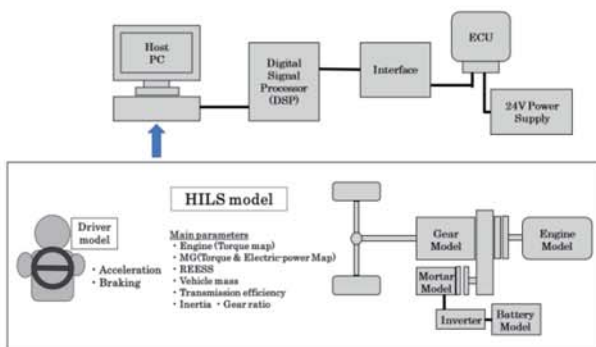 Host
PC
Digital
Signal
Processor
(DSP)
Interface
ECU
24V Power
Supply
HILS model
Driver
model
・Acceleration
・Braking
Main parameters
・Engine (Torque map)
・MG(Torque & Electric-power Map)
・REESS
・Vehicle mass
・Transmission efficiency
・Inertia ・Gear ratio
Gear
Model
Engine Model
Mortar
Model
Inverter
Battery
Model